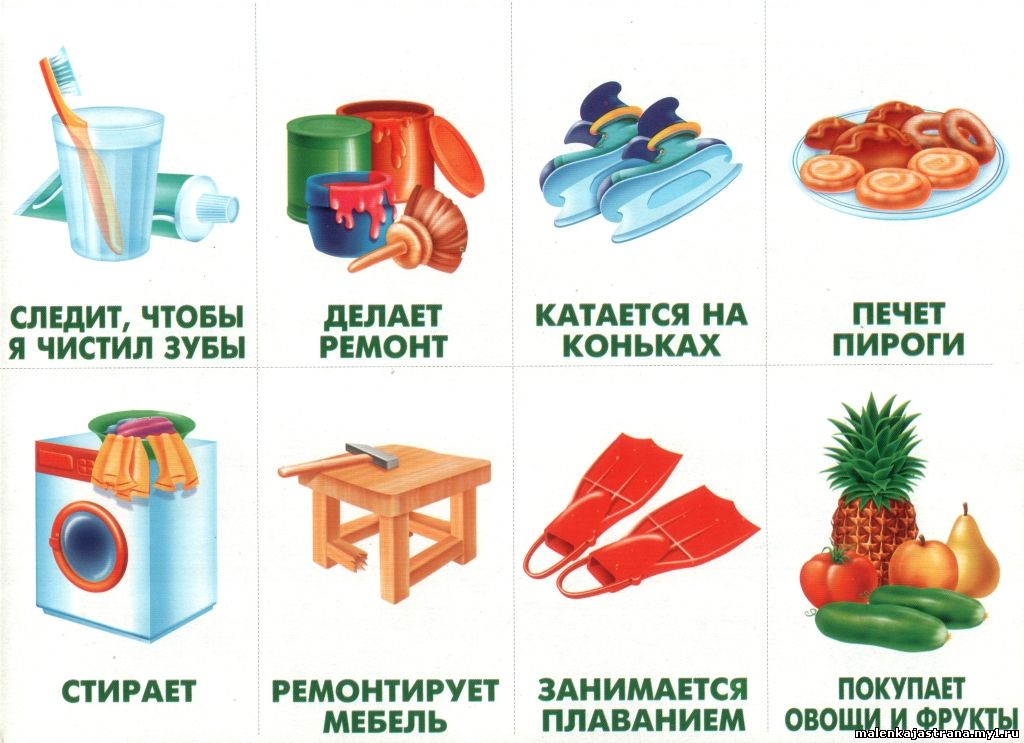 СЛЕДИТ, ЧТОБЫ
Я ЧИСТИЛ ЗУБЫ
ДЕЛАЕТ
РЕМОНТ
КАТАЕТСЯ НА
КОНЬКАХ
ПЕЧЕТ
ПИРОГИ
СТИРАЕТ
РЕМОНТИРУЕТ
МЕБЕЛЬ
ЗАНИМАЕТСЯ
ПЛАВАНИЕМ
ПОКУПАЕТ
ОВОЩИ И ФРУКТЫ
malenkajastrana.my1.ru